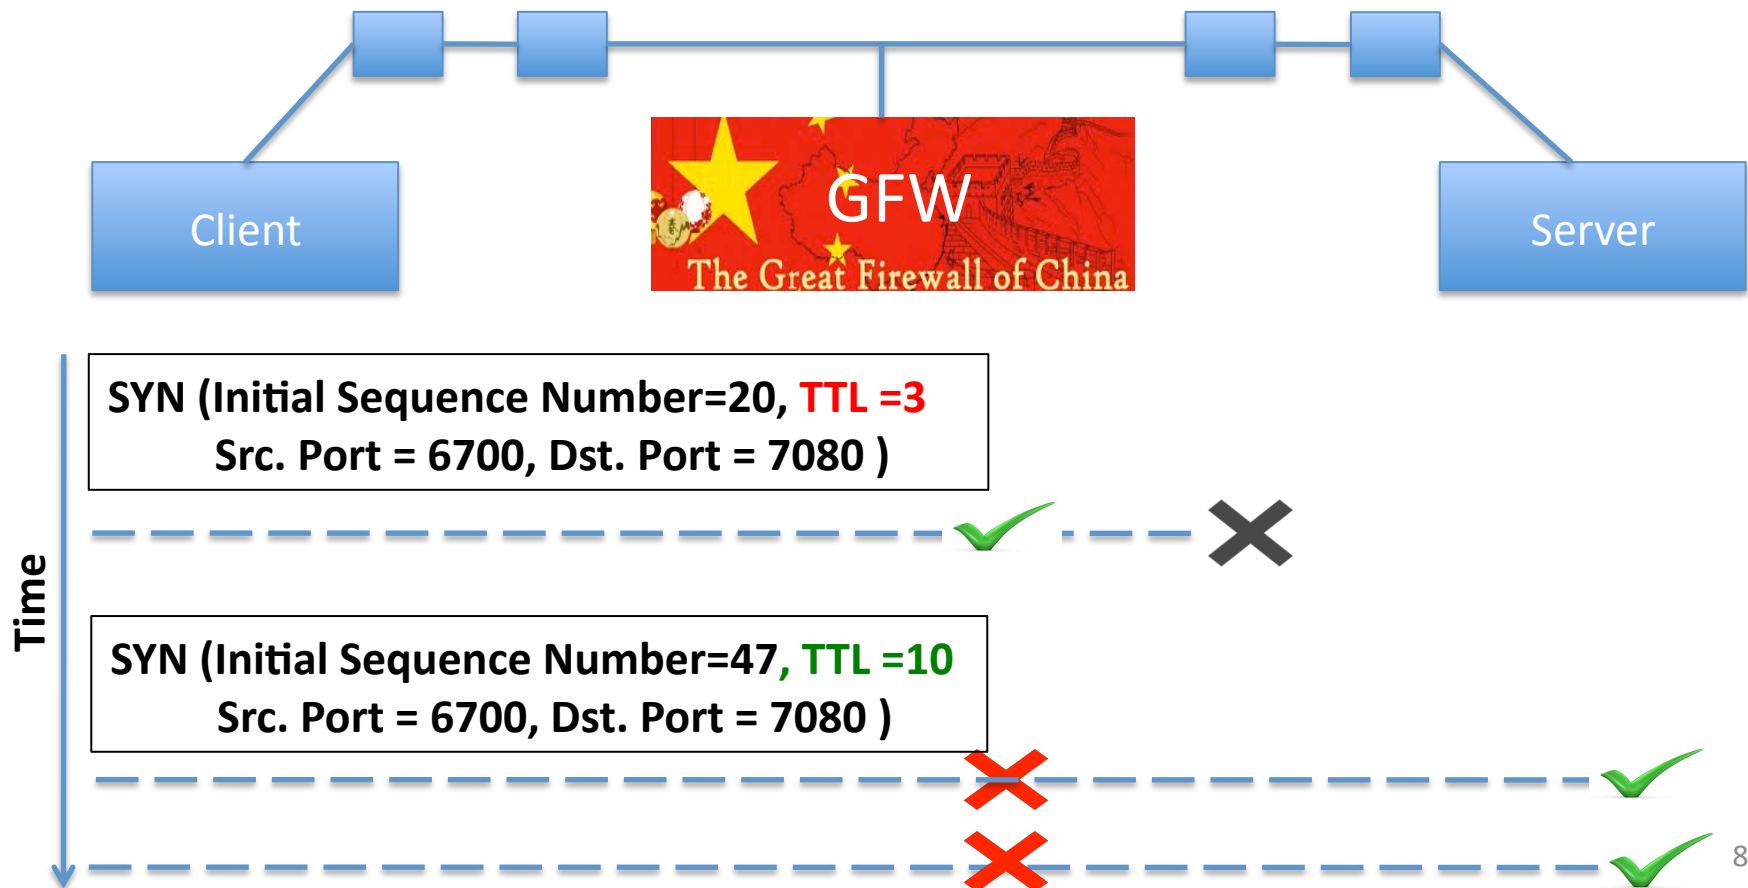 Client
GFW
The Great Firewall of China
Server
Time
SYN (Initial Sequence Number=20, TTL =3
Src. Port = 6700, Dst. Port = 7080 )
SYN (Initial Sequence Number=47, TTL =10
Src. Port = 6700, Dst. Port = 7080 )
8